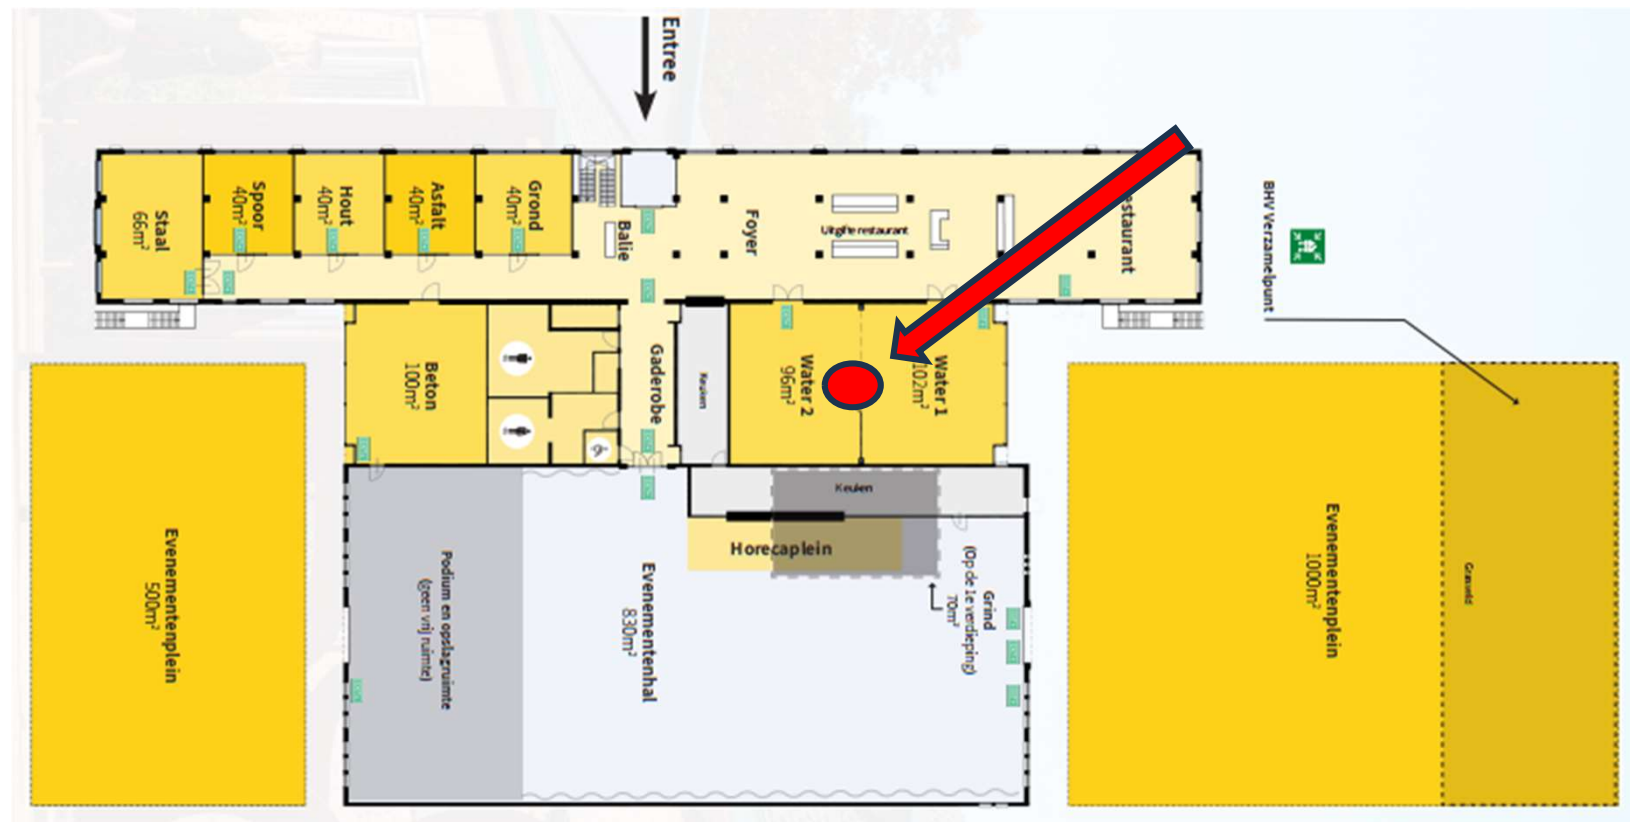 Entree
BHV Verzamelpunt
Staal
66m²
Spoor
40m²
Hout
40m²
Asfalt
40m²
Grond
40m²
Balie
Foyer
Uitgifte restaurant
estaurant
Beton
100m²
Gaderobe
Keuken
Water 2
96m²
Water 1
102m²
Keuken
Horecaplein
Grind
(Op de 1e verdieping)
70m²
Evenementenhal
830m²
Podium en opslagruimte
(geen vrij ruimte)
Evenementenplein
500m²
Evenementenplein
1000m²
Grasveld